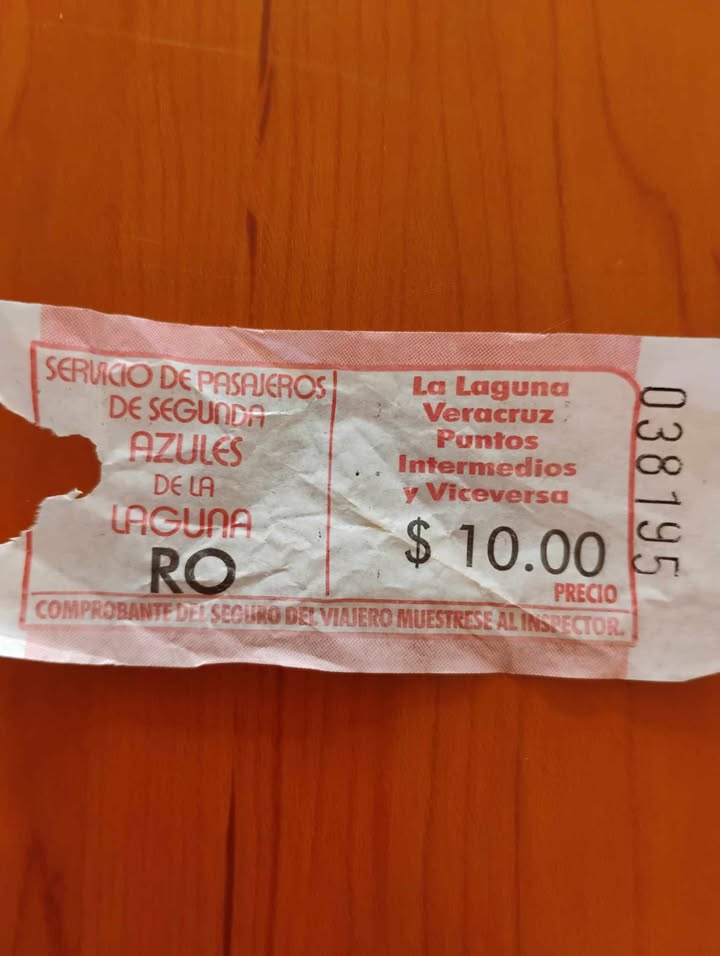 SERVICIO DE PASAJEROS
DE SEGUNDA
AZULES
DE LA
LAGUNA
RO
La Laguna
Veracruz
Puntos
Intermedios
y Viceversa
$ 10.00
PRECIO
COMPROBANTE DEL SEGURO DEL VIAJERO MUESTRESE AL INSPECTOR.
038195